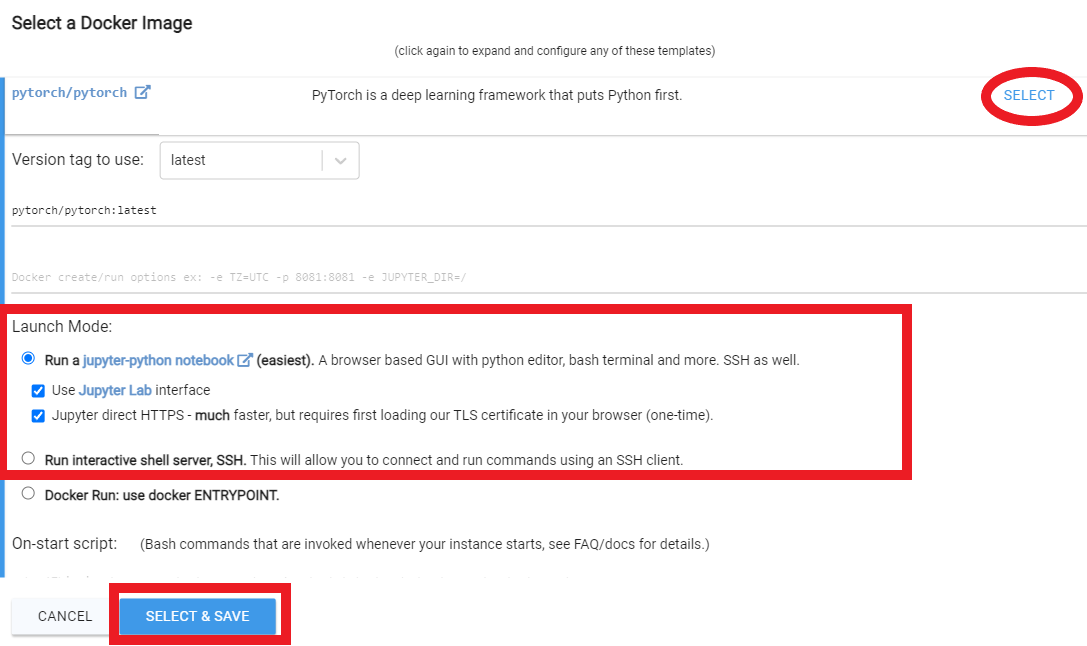 Select a Docker Image
(click again to expand and configure any of these templates)
pytorch/pytorch PyTorch is a deep learning framework that puts Python first. SELECT
Version tag to use: latest
pytorch/pytorch:latest
Docker create/run options ex: -e TZ=UTC -p 8081:8081 -e JUPYTER_DIR=/
Launch Mode:
Run a jupyter-python notebook (easiest). A browser based GUI with python editor, bash terminal and more. SSH as well.
Use Jupyter Lab interface
Jupyter direct HTTPS - much faster, but requires first loading our TLS certificate in your browser (one-time).
Run interactive shell server, SSH. This will allow you to connect and run commands using an SSH client.
Docker Run: use docker ENTRYPOINT.
On-start script: (Bash commands that are invoked whenever your instance starts, see FAQ/docs for details.)
CANCEL SELECT & SAVE